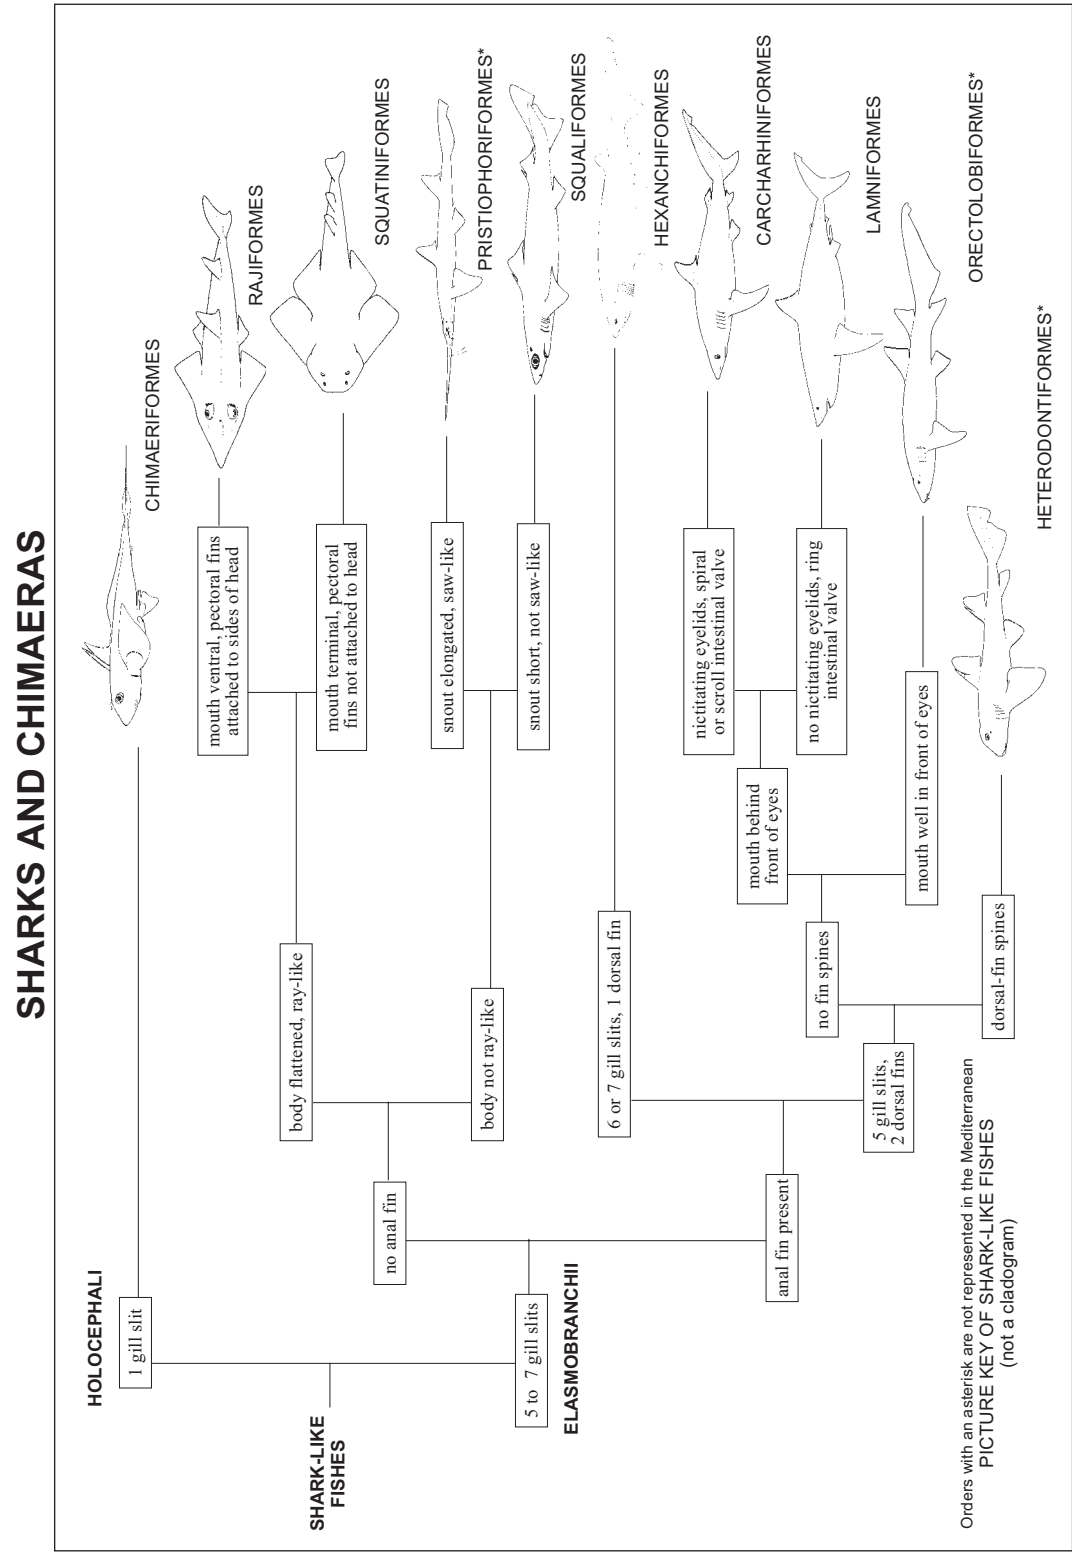 SHARKS AND CHIMAERAS
SHARK-LIKE
FISHES
HOLOCEPHALI
1 gill slit
CHIMAERIFORMES
5 to 7 gill slits
ELASMOBRANCHII
no anal fin
body flattened, ray-like
mouth ventral, pectoral fins
attached to sides of head
RAJIFORMES
mouth terminal, pectoral
fins not attached to head
SQUATINIFORMES
body not ray-like
snout elongated, saw-like
PRISTIOPHORIFORMES*
snout short, not saw-like
SQUALIFORMES
anal fin present
6 or 7 gill slits, 1 dorsal fin
HEXANCHIFORMES
5 gill slits,
2 dorsal fins
no fin spines
mouth behind
front of eyes
nictitating eyelids, spiral
or scroll intestinal valve
CARCHARHINIFORMES
no nictitating eyelids, ring
intestinal valve
LAMNIFORMES
mouth well in front of eyes
ORECTOLOBIFORMES*
dorsal-fin spines
HETERODONTIFORMES*
Orders with an asterisk are not represented in the Mediterranean
PICTURE KEY OF SHARK-LIKE FISHES
(not a cladogram)